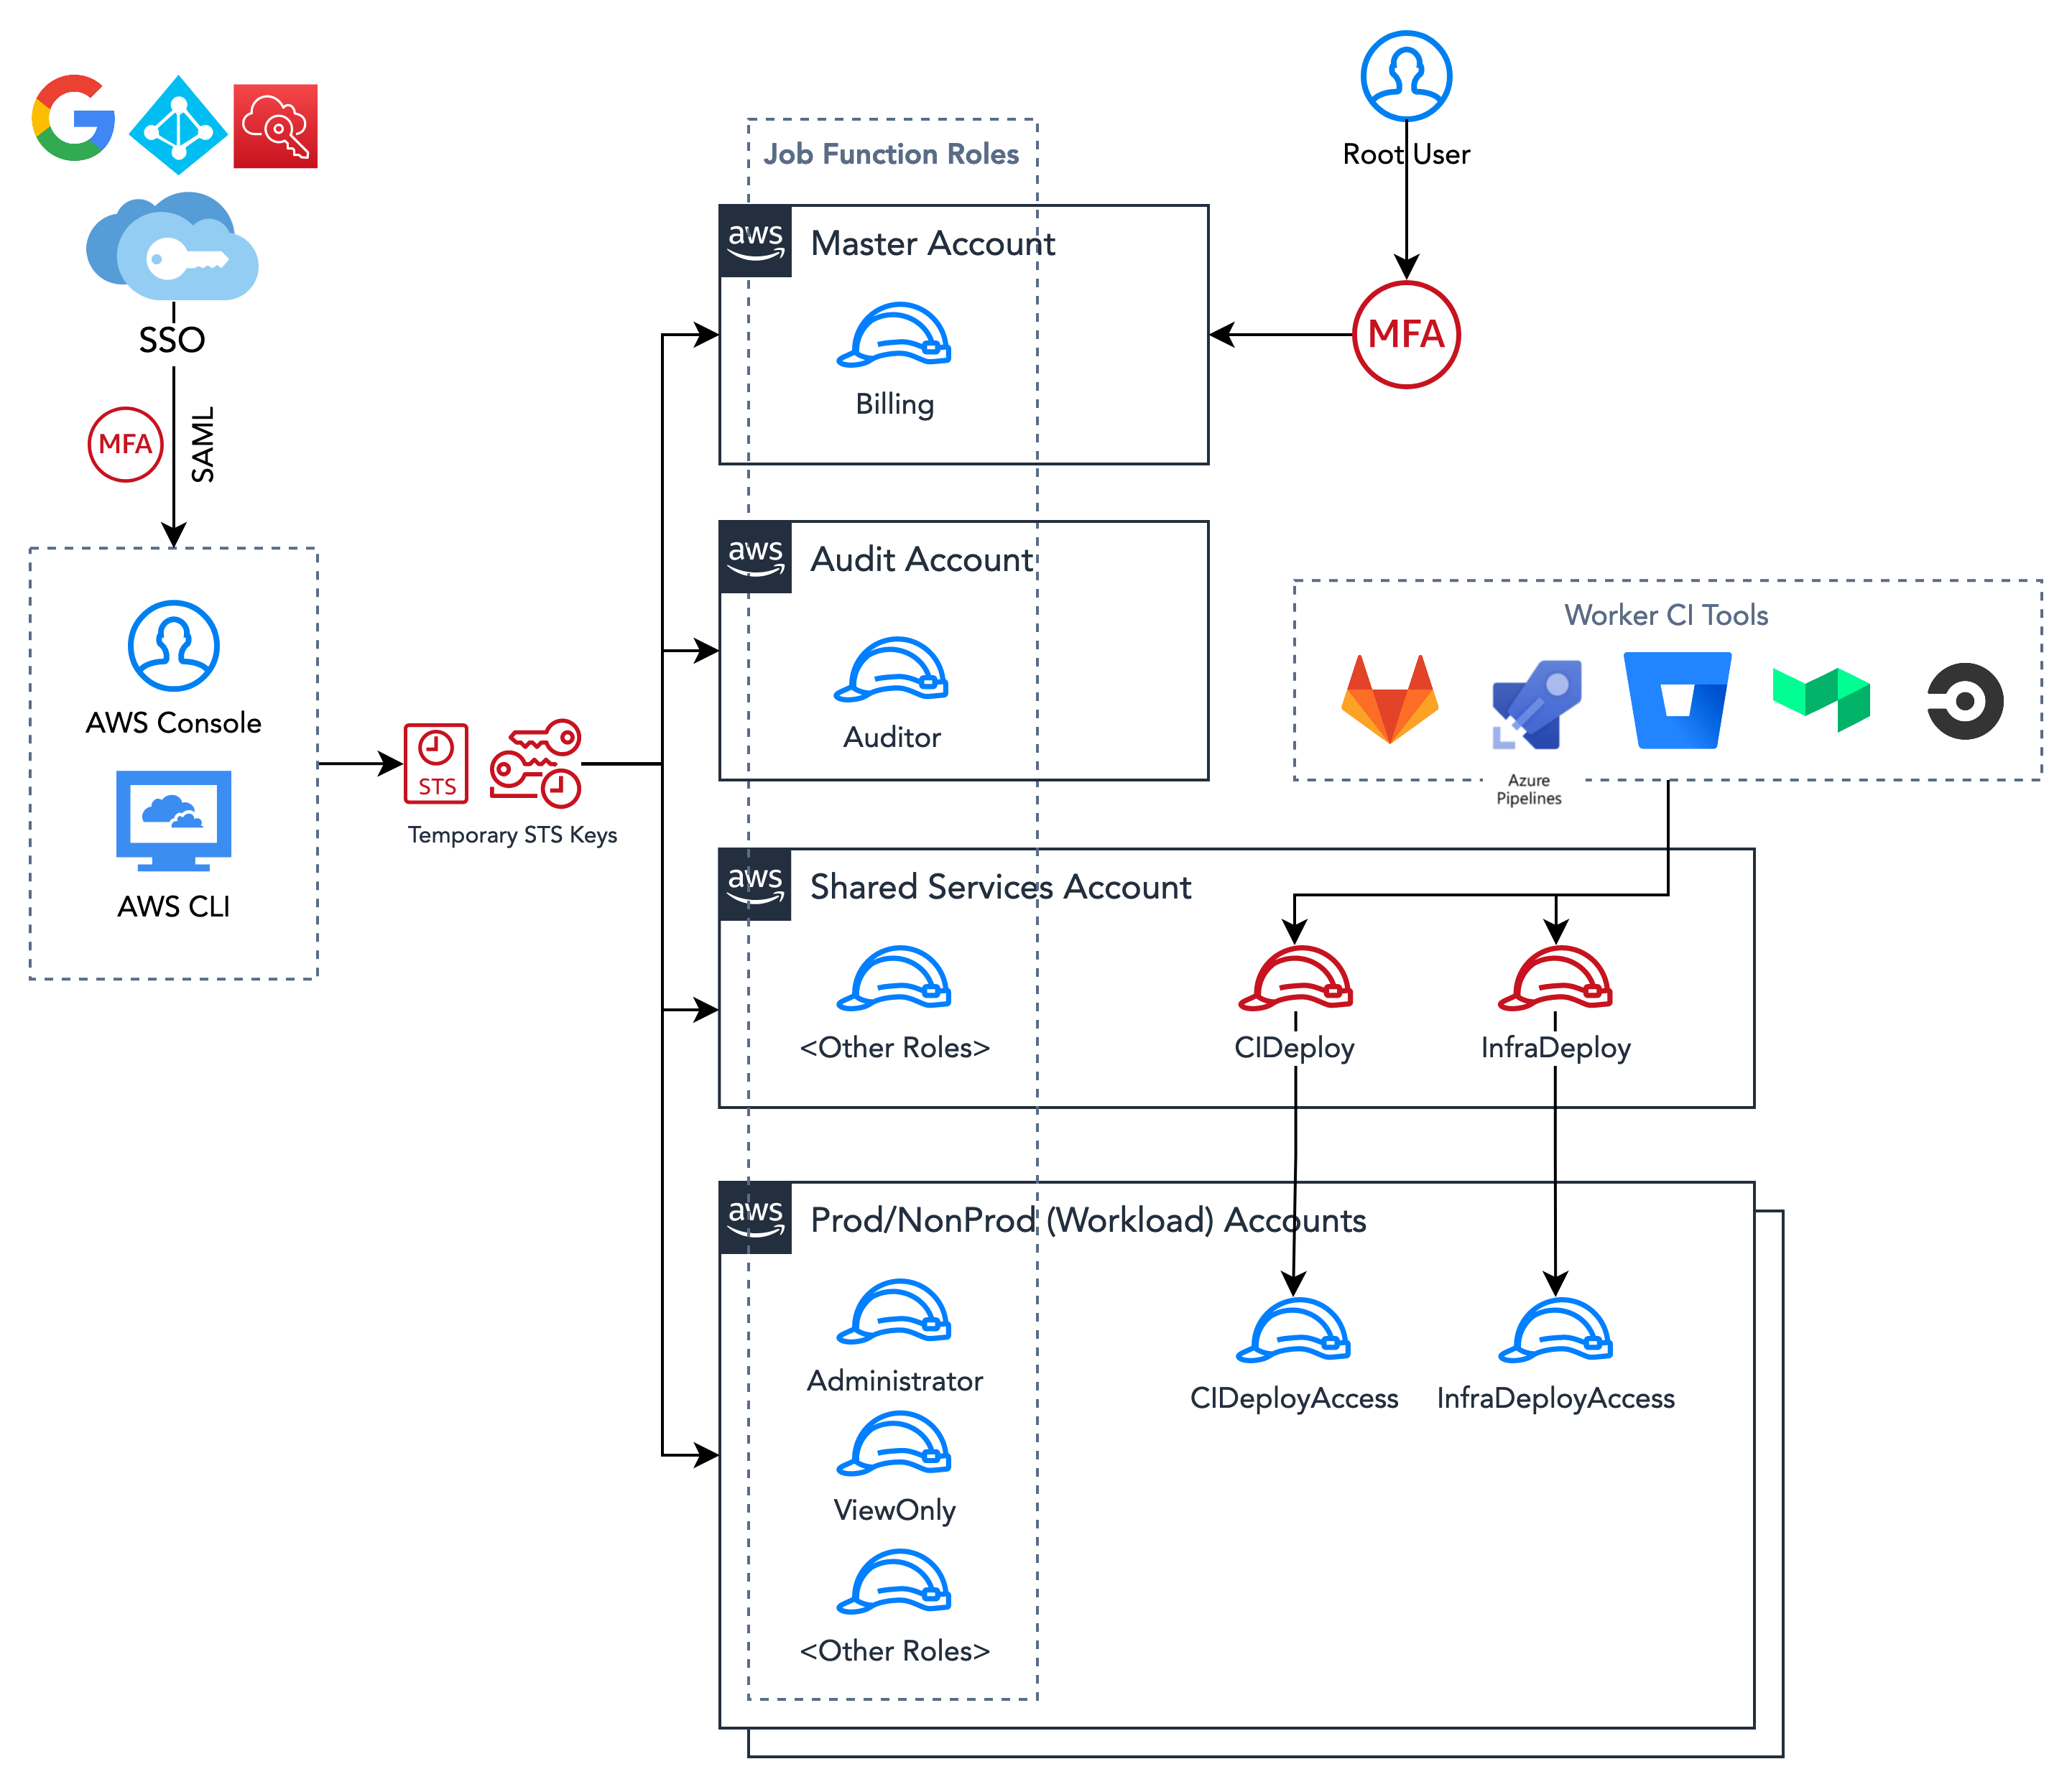 Root User
Job Function Roles
aws
Master Account
MFA
SSO
Billing
MFA
SAML
aws
Audit Account
Worker CI Tools
AWS Console
Auditor
STS
Azure
Pipelines
Temporary STS Keys
aws
Shared Services Account
AWS CLI
<Other Roles>
CIDeploy
InfraDeploy
aws
Prod/NonProd (Workload) Accounts
Administrator
CIDeployAccess
InfraDeployAccess
ViewOnly
<Other Roles>